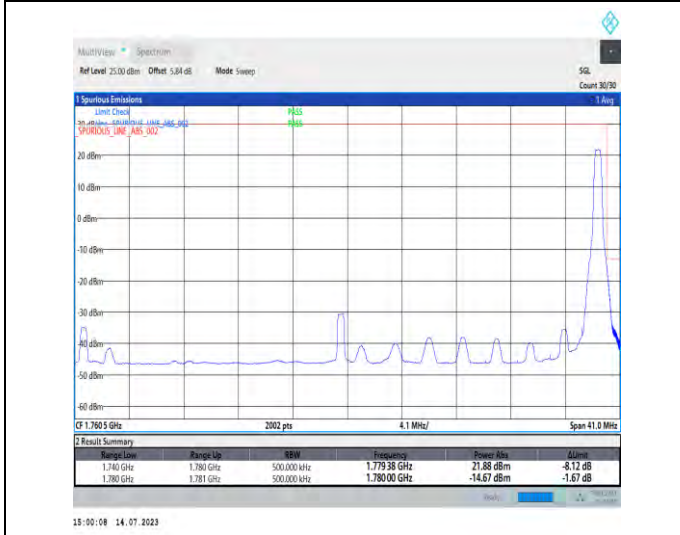 MultiView Spectrum
Ref Level 25.00 dBm Offset 5.84 dB Mode Sweep SGL
Count 30/30
1 Spurious Emissions 1 Avg
Limit Check PASS
30 dBm Line _SPURIOUS_LINE_ABS_002 PASS
_SPURIOUS_LINE_ABS_002
20 dBm
10 dBm
0 dBm
-10 dBm
-20 dBm
-30 dBm
-40 dBm
-50 dBm
-60 dBm
CF 1.760 5 GHz 2002 pts 4.1 MHz/ Span 41.0 MHz
2 Result Summary
Range Low Range Up RBW Frequency Power Abs ΔLimit
1.740 GHz 1.780 GHz 500.000 kHz 1.779 38 GHz 21.88 dBm -8.12 dB
1.780 GHz 1.781 GHz 500.000 kHz 1.780 00 GHz -14.67 dBm -1.67 dB
Ready
15:00:08 14.07.2023